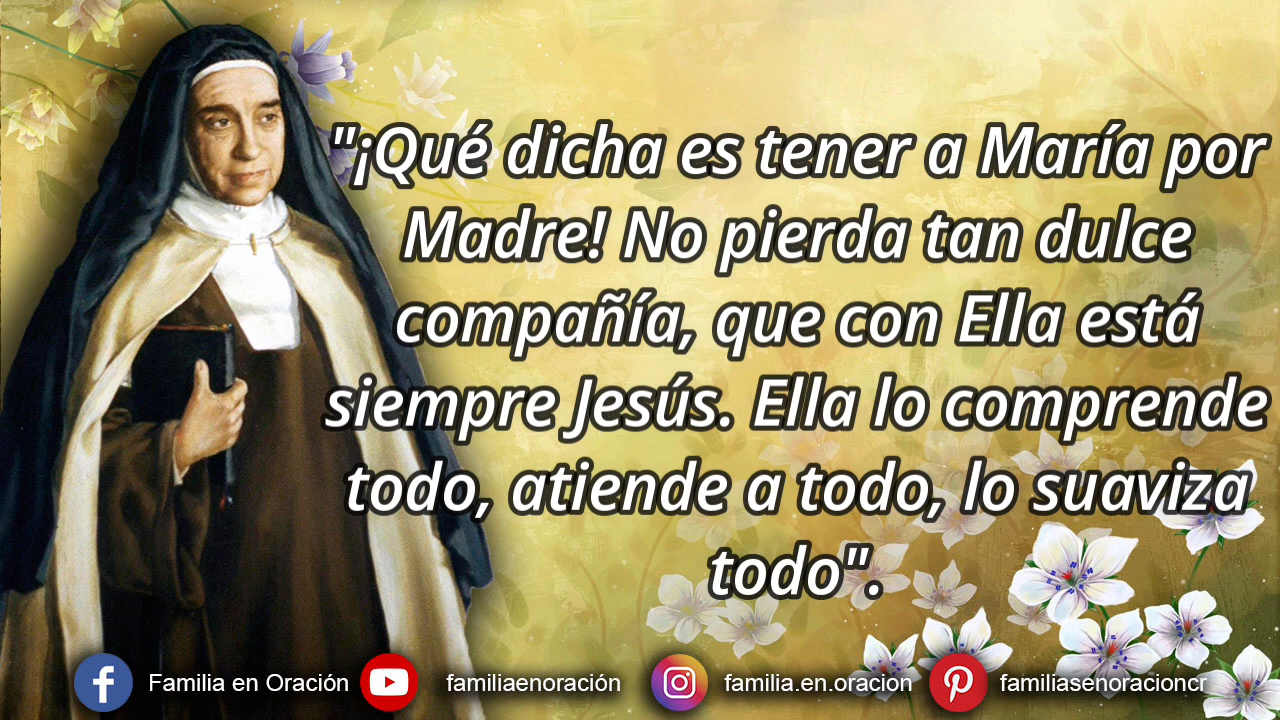 "¡Qué dicha es tener a María por
Madre! No pierda tan dulce
compañía, que con Ella está
siempre Jesús. Ella lo comprende
todo, atiende a todo, lo suaviza
todo".
Familia en Oración
familiaenoración
familia.en.oracion
familiasenoracioncr